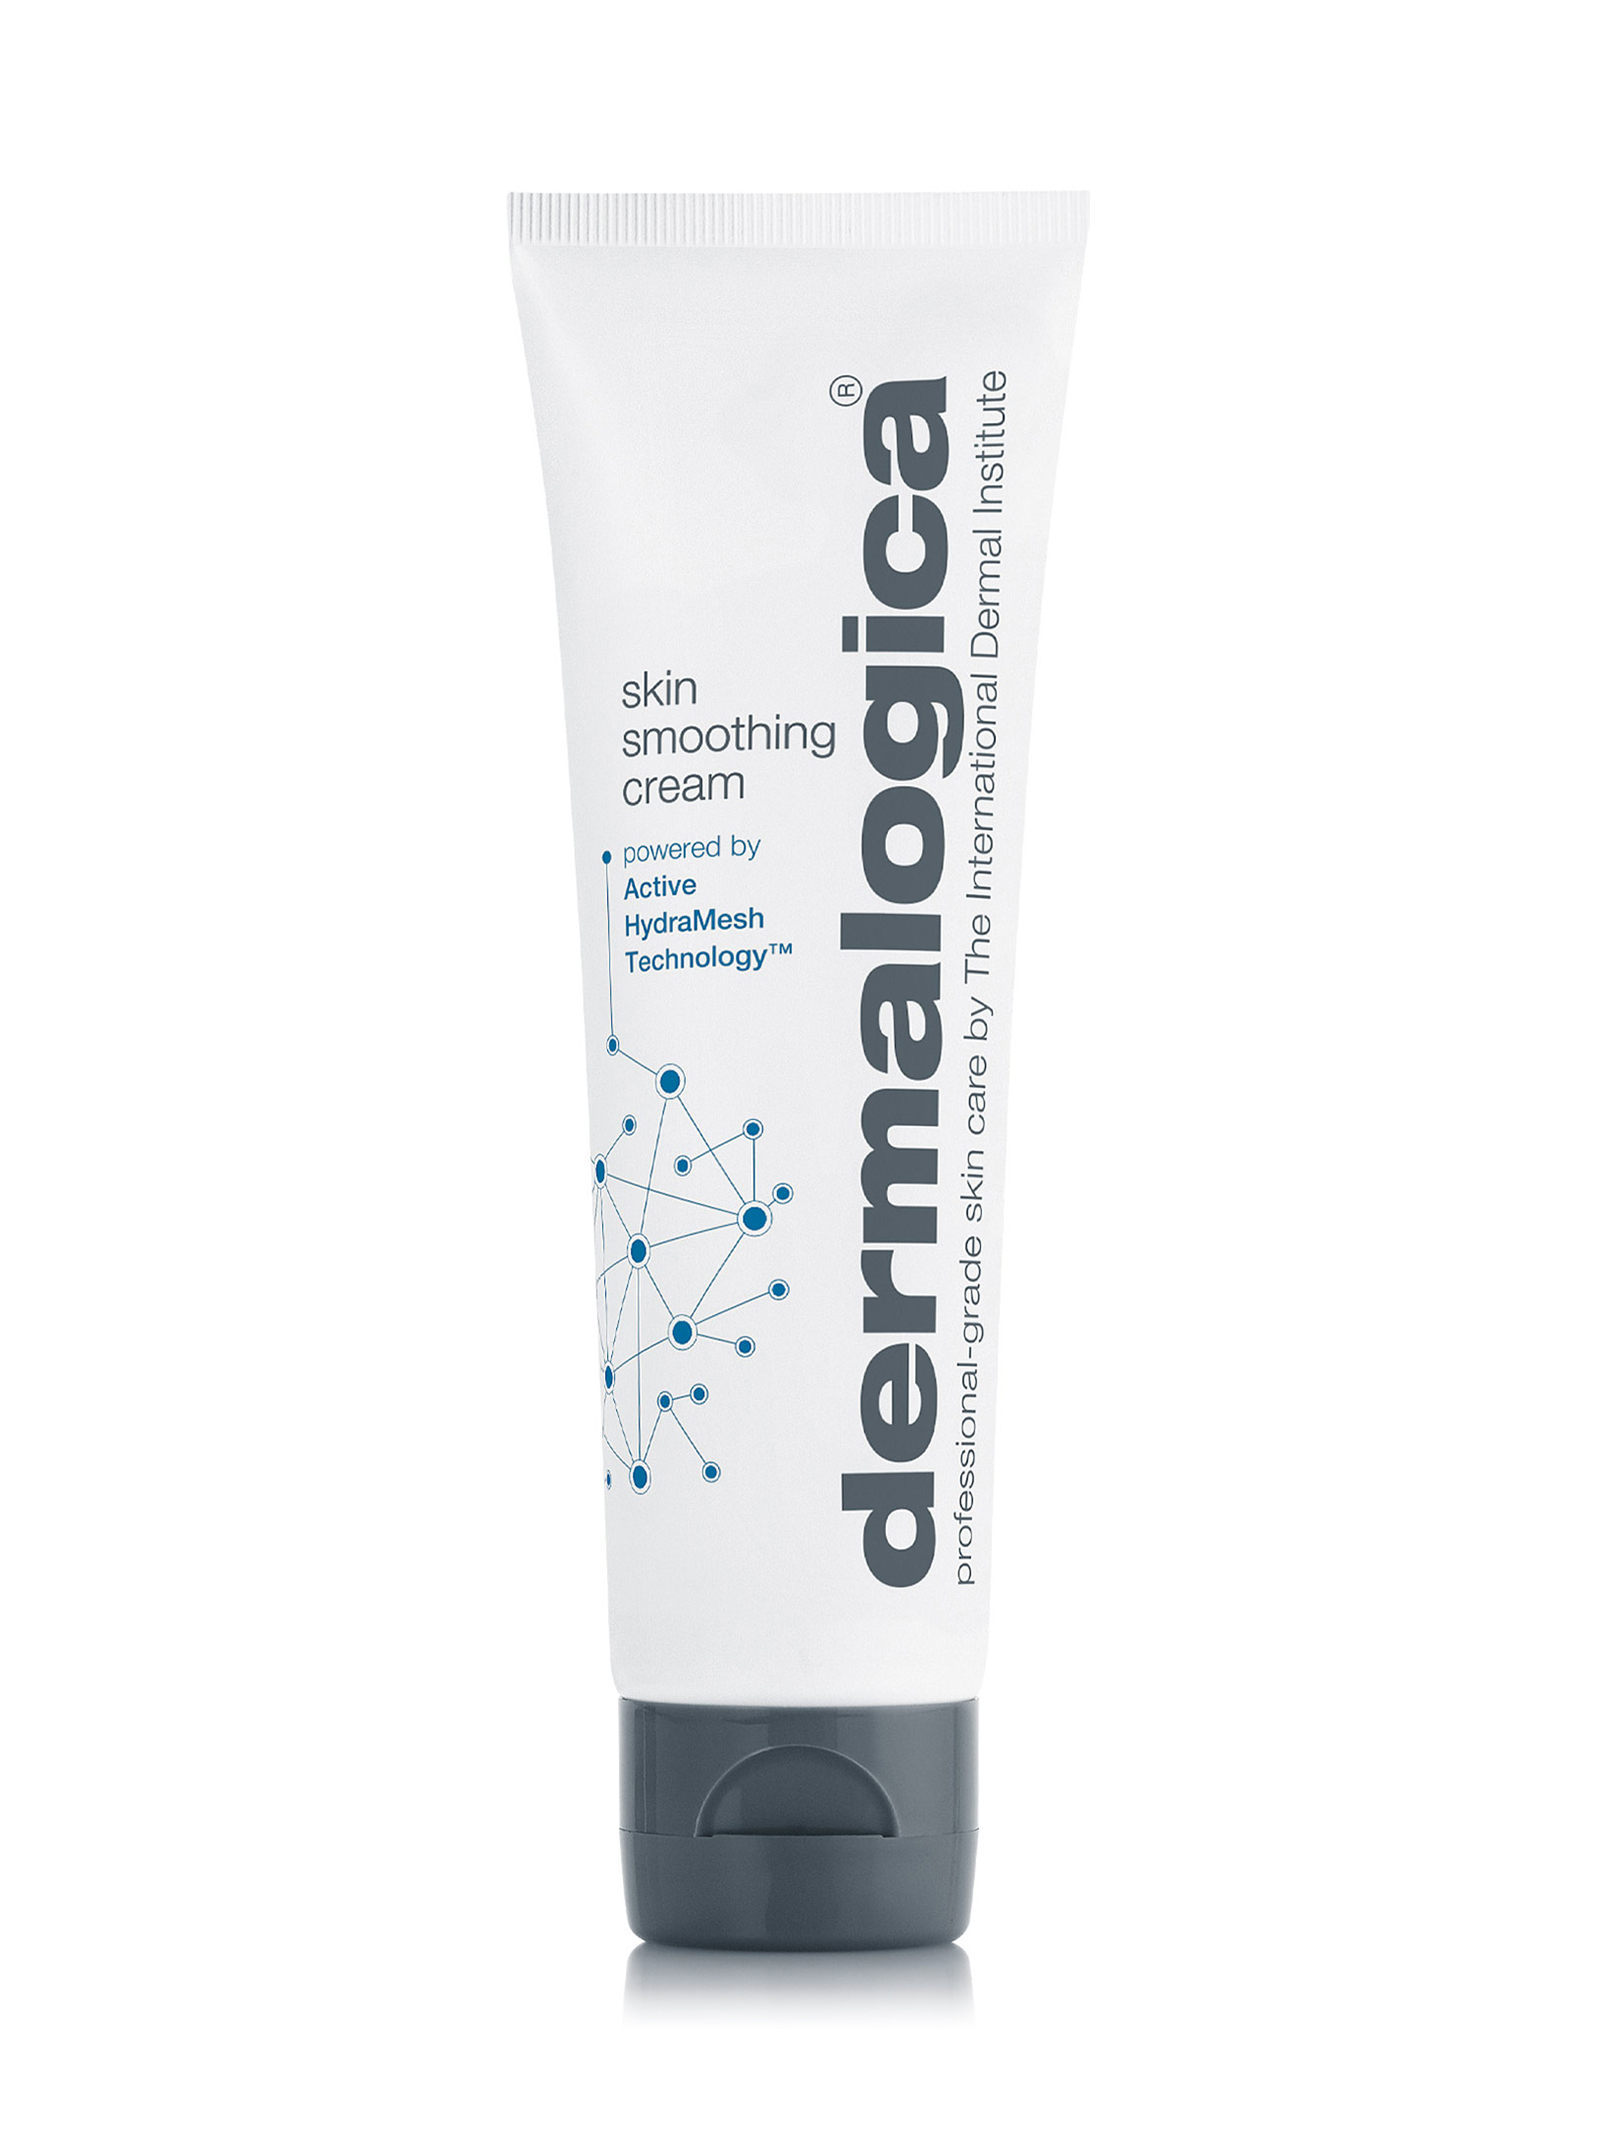 skin
smoothing
cream
powered by
Active
HydraMesh
Technology™
dermalogica®
professional-grade skin care by The International Dermal Institute